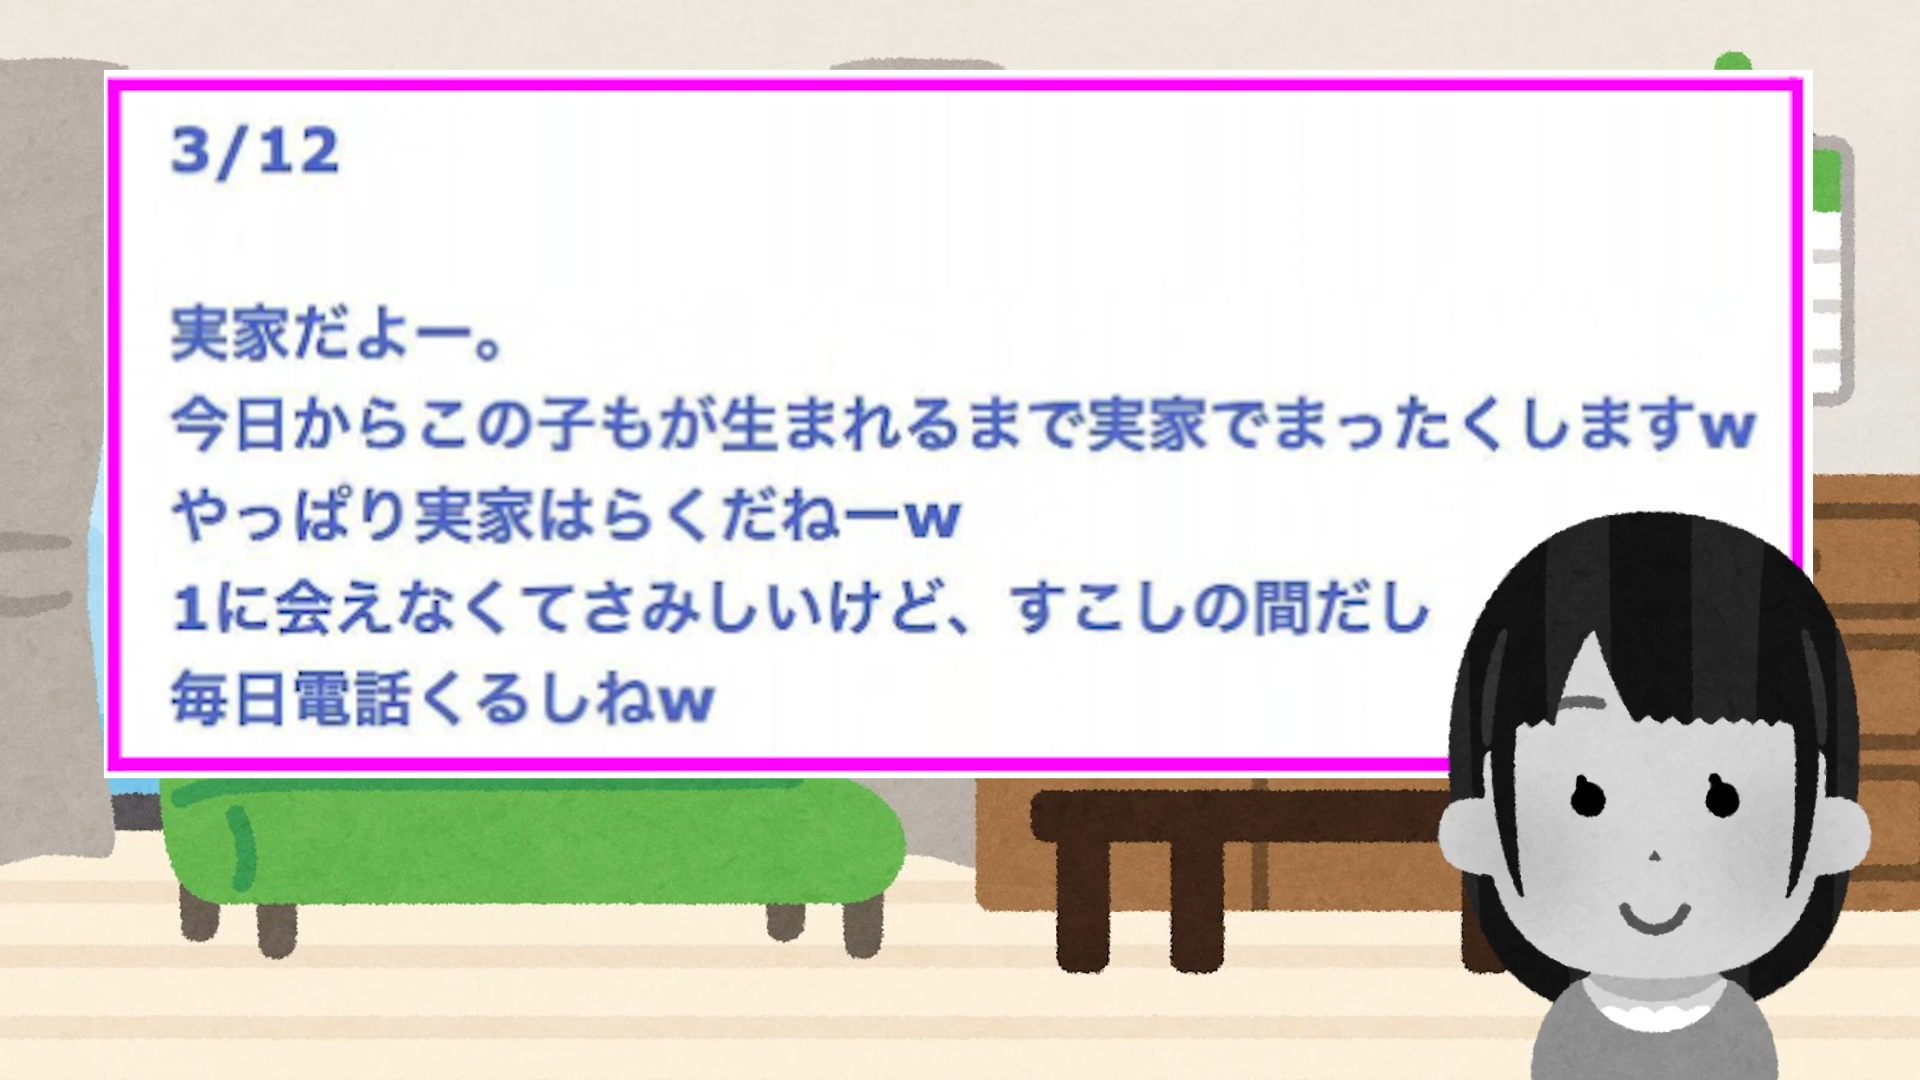 3/12
実家だよー。
今日からこの子もが生まれるまで実家でまったくしますw
やっぱり実家はらくだねーw
1に会えなくてさみしいけど、すこしの間だし
毎日電話くるしねw